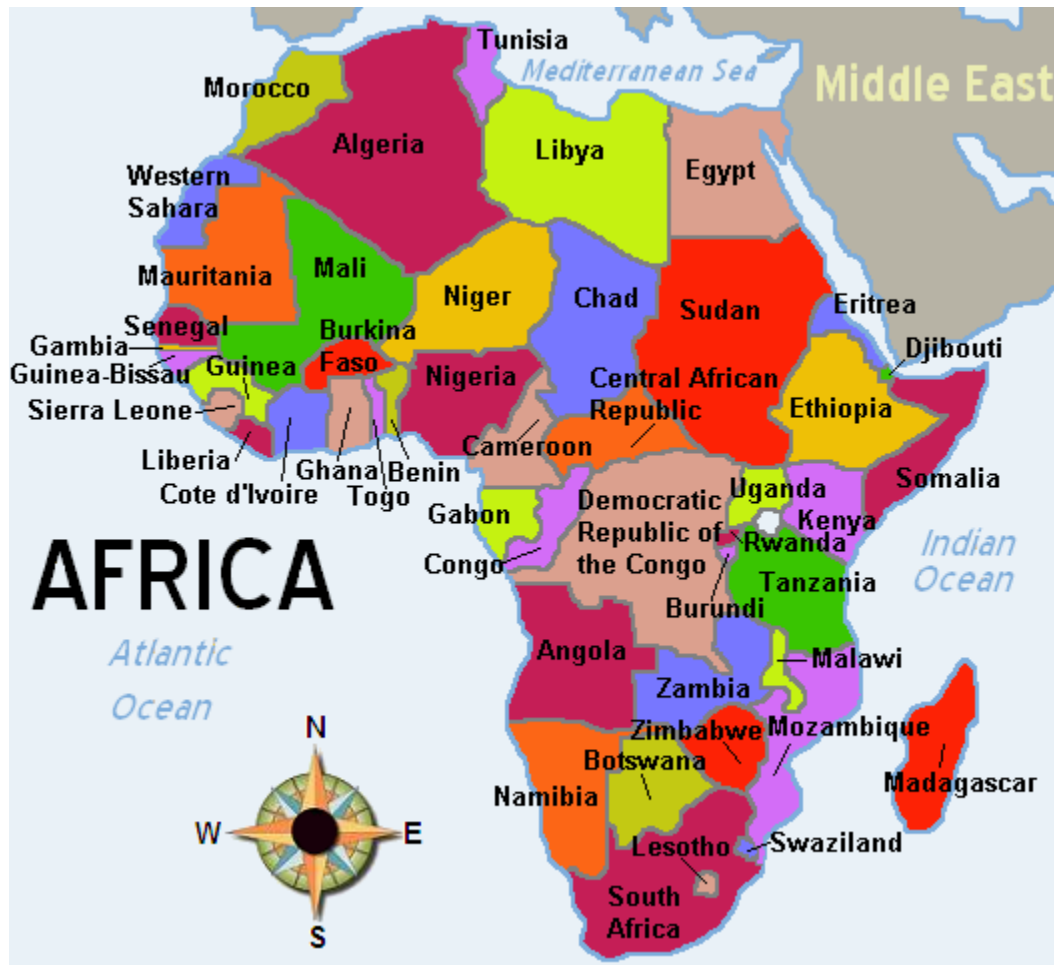 Tunisia
Mediterranean Sea
Middle East
Morocco
Algeria
Libya
Egypt
Western
Sahara
Mauritania
Mali
Niger
Chad
Sudan
Eritrea
Senegal
Gambia
Guinea-Bissau
Guinea
Burkina
Faso
Nigeria
Djibouti
Sierra Leone
Central African
Republic
Ethiopia
Liberia
Cote d'Ivoire
Ghana
Togo
Benin
Cameroon
Somalia
Gabon
Congo
Democratic
Republic of
the Congo
Uganda
Kenya
Rwanda
Burundi
Tanzania
Indian
Ocean
AFRICA
Atlantic
Ocean
Angola
Zambia
Malawi
Mozambique
Zimbabwe
Botswana
Namibia
Madagascar
Swaziland
Lesotho
South
Africa
N
W
E
S